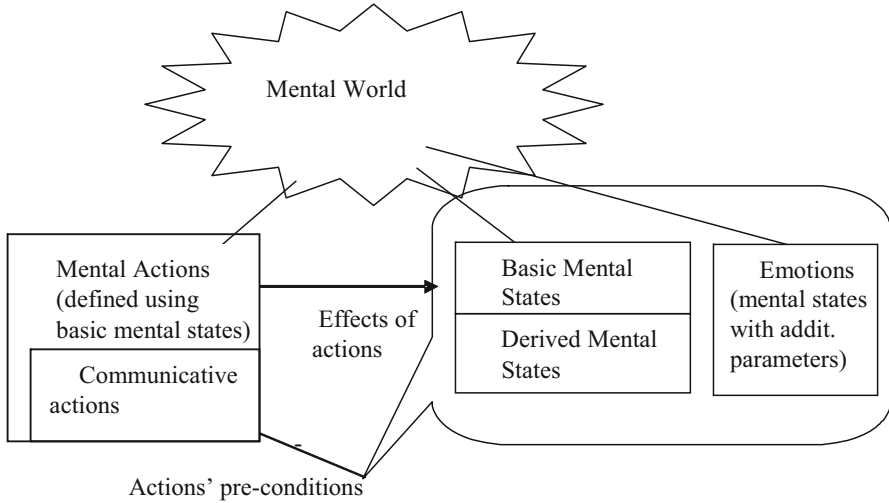 Mental World
Mental Actions
(defined using
basic mental states)
Communicative
actions
Effects of
actions
Basic Mental
States
Derived Mental
States
Emotions
(mental states
with addit.
parameters)
Actions’ pre-conditions